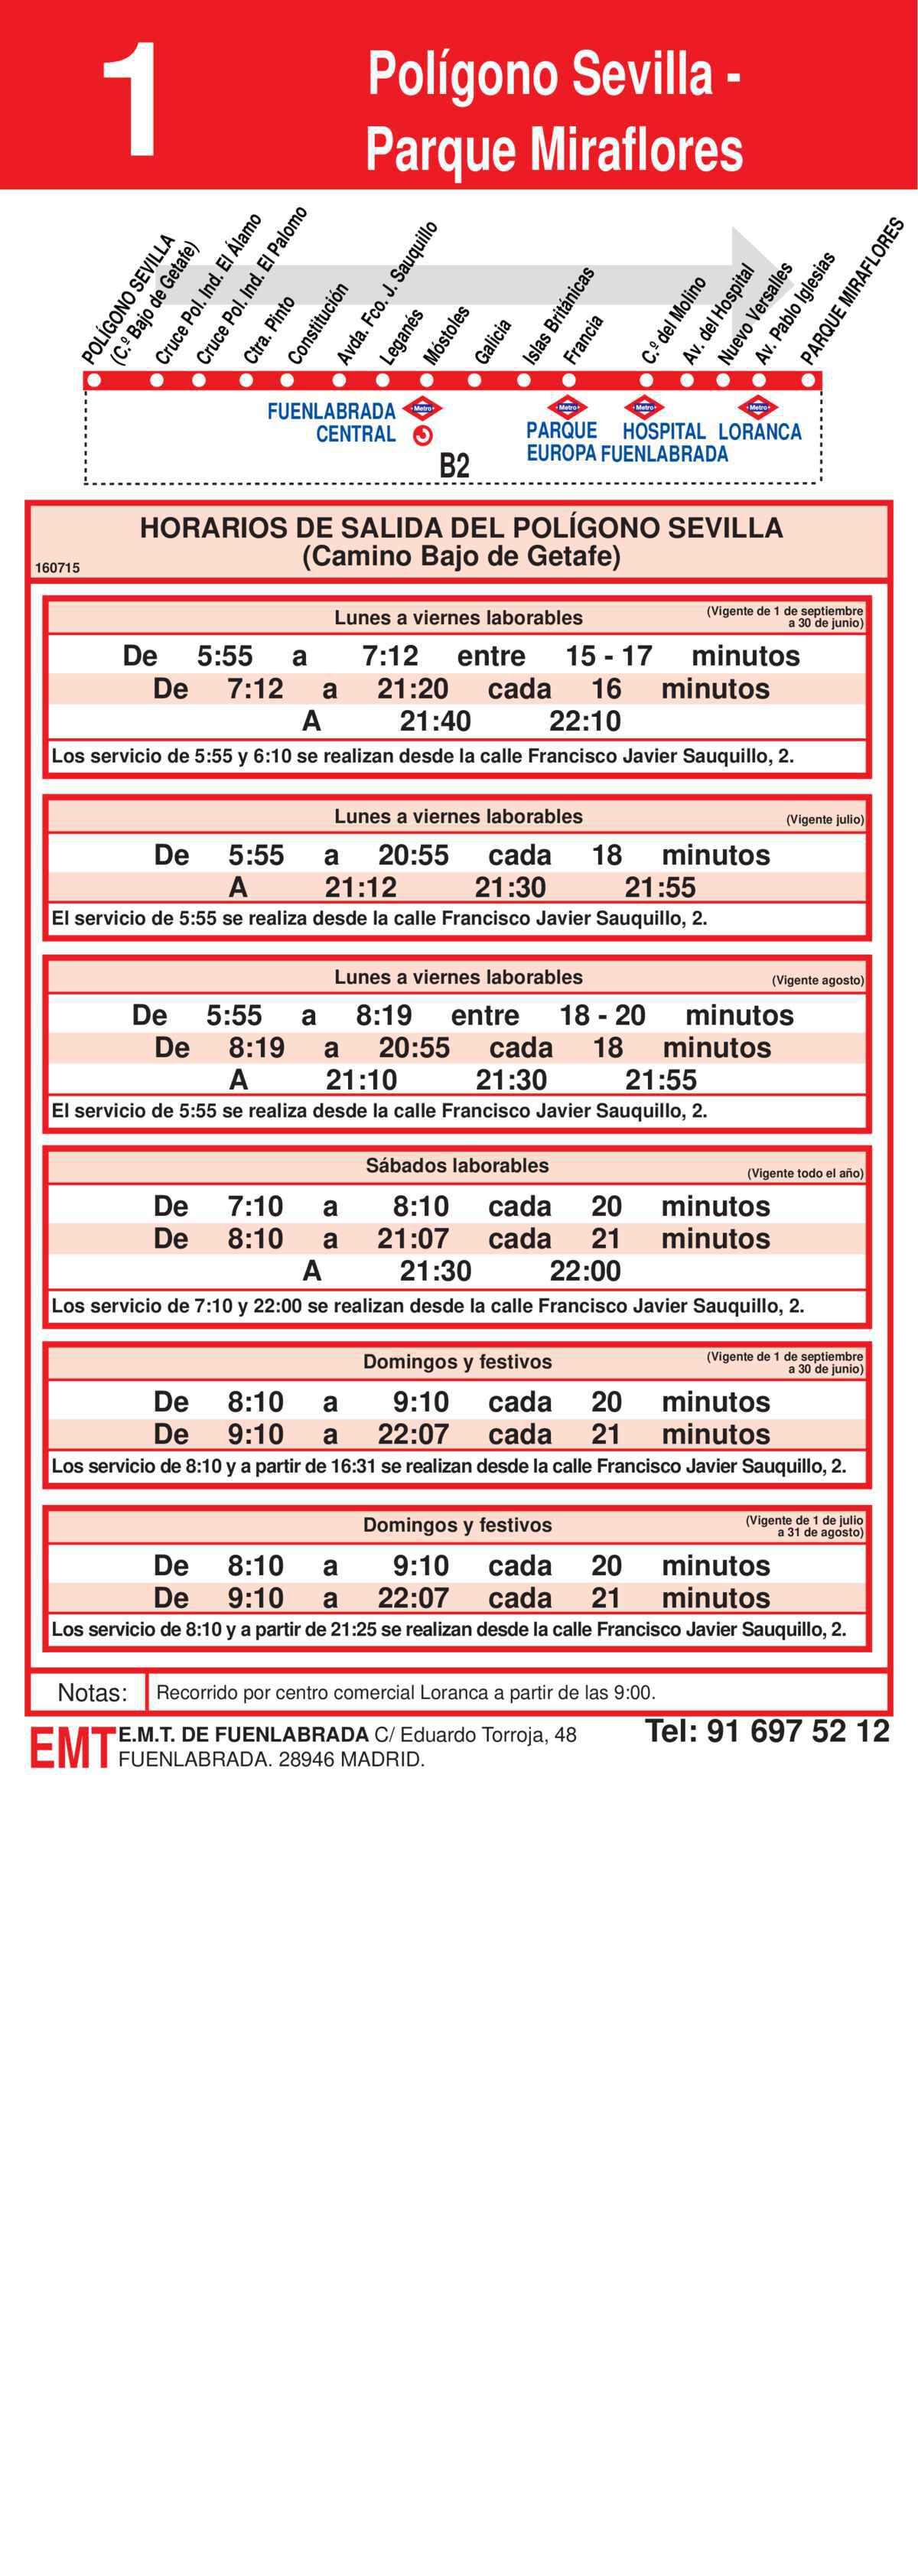 1
Polígono Sevilla -
Parque Miraflores
POLÍGONO SEVILLA
(C.º Bajo de Getafe)
Cruce Pol. Ind. El Álamo
Cruce Pol. Ind. El Palomo
Ctra. Pinto
Constitución
Avda. Fco. J. Sauquillo
Leganés
Móstoles
Galicia
Islas Británicas
Francia
C.º del Molino
Av. del Hospital
Nuevo Versalles
Av. Pablo Iglesias
PARQUE MIRAFLORES
FUENLABRADA Metro
CENTRAL
Metro
PARQUE
EUROPA
Metro
HOSPITAL
FUENLABRADA
Metro
LORANCA
B2
HORARIOS DE SALIDA DEL POLÍGONO SEVILLA
(Camino Bajo de Getafe)
160715
Lunes a viernes laborables
(Vigente de 1 de septiembre
a 30 de junio)
De 5:55 a 7:12 entre 15 - 17 minutos
De 7:12 a 21:20 cada 16 minutos
A 21:40 22:10
Los servicio de 5:55 y 6:10 se realizan desde la calle Francisco Javier Sauquillo, 2.
Lunes a viernes laborables (Vigente julio)
De 5:55 a 20:55 cada 18 minutos
A 21:12 21:30 21:55
El servicio de 5:55 se realiza desde la calle Francisco Javier Sauquillo, 2.
Lunes a viernes laborables (Vigente agosto)
De 5:55 a 8:19 entre 18 - 20 minutos
De 8:19 a 20:55 cada 18 minutos
A 21:10 21:30 21:55
El servicio de 5:55 se realiza desde la calle Francisco Javier Sauquillo, 2.
Sábados laborables (Vigente todo el año)
De 7:10 a 8:10 cada 20 minutos
De 8:10 a 21:07 cada 21 minutos
A 21:30 22:00
Los servicio de 7:10 y 22:00 se realizan desde la calle Francisco Javier Sauquillo, 2.
Domingos y festivos
(Vigente de 1 de septiembre
a 30 de junio)
De 8:10 a 9:10 cada 20 minutos
De 9:10 a 22:07 cada 21 minutos
Los servicio de 8:10 y a partir de 16:31 se realizan desde la calle Francisco Javier Sauquillo, 2.
Domingos y festivos
(Vigente de 1 de julio
a 31 de agosto)
De 8:10 a 9:10 cada 20 minutos
De 9:10 a 22:07 cada 21 minutos
Los servicio de 8:10 y a partir de 21:25 se realizan desde la calle Francisco Javier Sauquillo, 2.
Notas: Recorrido por centro comercial Loranca a partir de las 9:00.
EMT
E.M.T. DE FUENLABRADA C/ Eduardo Torroja, 48
FUENLABRADA. 28946 MADRID.
Tel: 91 697 52 12